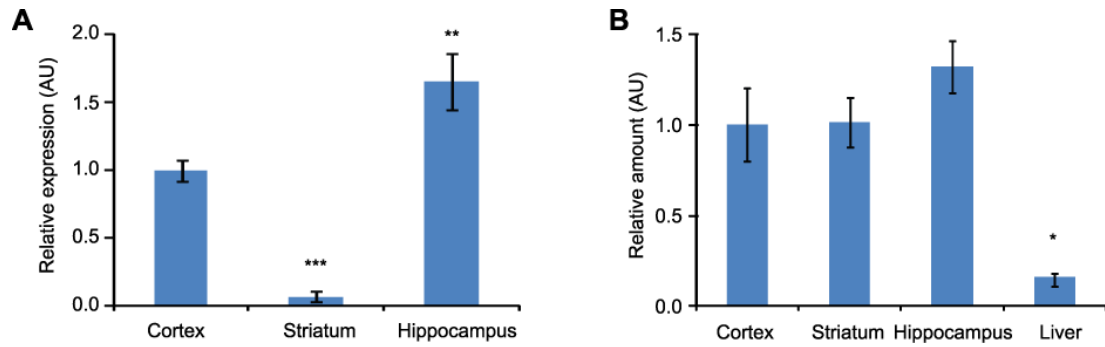 A
Relative expression (AU)
2.0
1.5
1.0
0.5
0.0
**
***
Cortex
Striatum
Hippocampus
B
Relative amount (AU)
1.5
1.0
0.5
0.0
*
Cortex
Striatum
Hippocampus
Liver